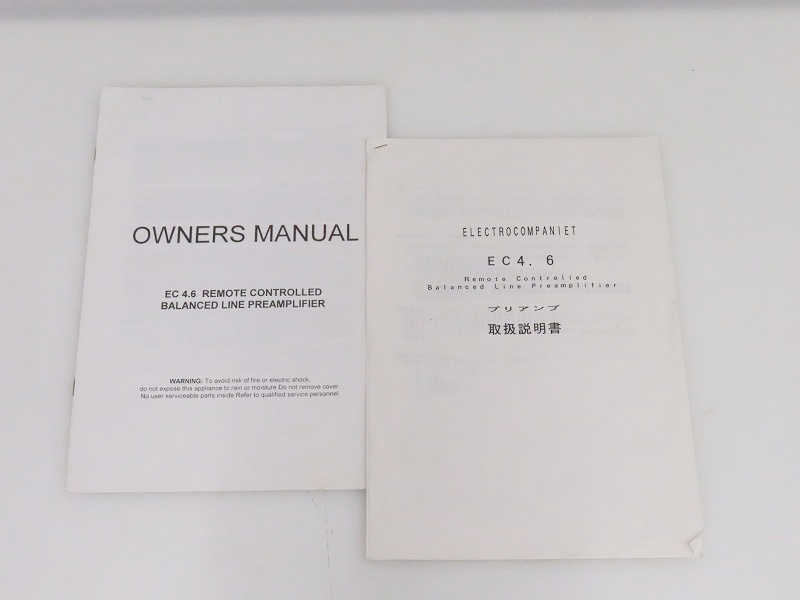 OWNERS MANUAL
EC 4.6 REMOTE CONTROLLED
BALANCED LINE PREAMPLIFIER
WARNING: To avoid risk of fire or electric shock,
do not expose this appliance to rain or moisture.Do not remove cover.
No user serviceable parts inside.Refer to qualified service personnel.
ELECTROCOMPANIET
EC4.6
Remote Controlled
Balanced Line Preamplifier
プリアンプ
取扱説明書